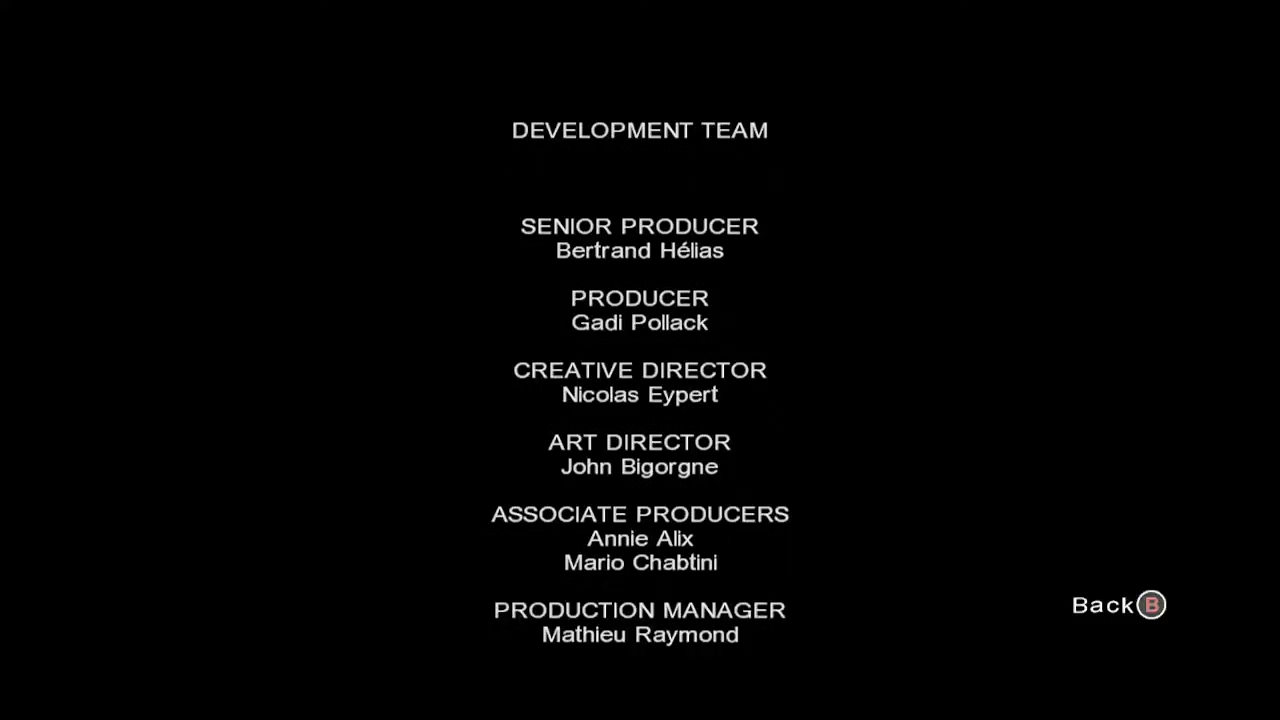 DEVELOPMENT TEAM
SENIOR PRODUCER
Bertrand Hélias
PRODUCER
Gadi Pollack
CREATIVE DIRECTOR
Nicolas Eypert
ART DIRECTOR
John Bigorgne
ASSOCIATE PRODUCERS
Annie Alix
Mario Chabtini
PRODUCTION MANAGER
Mathieu Raymond
Back B